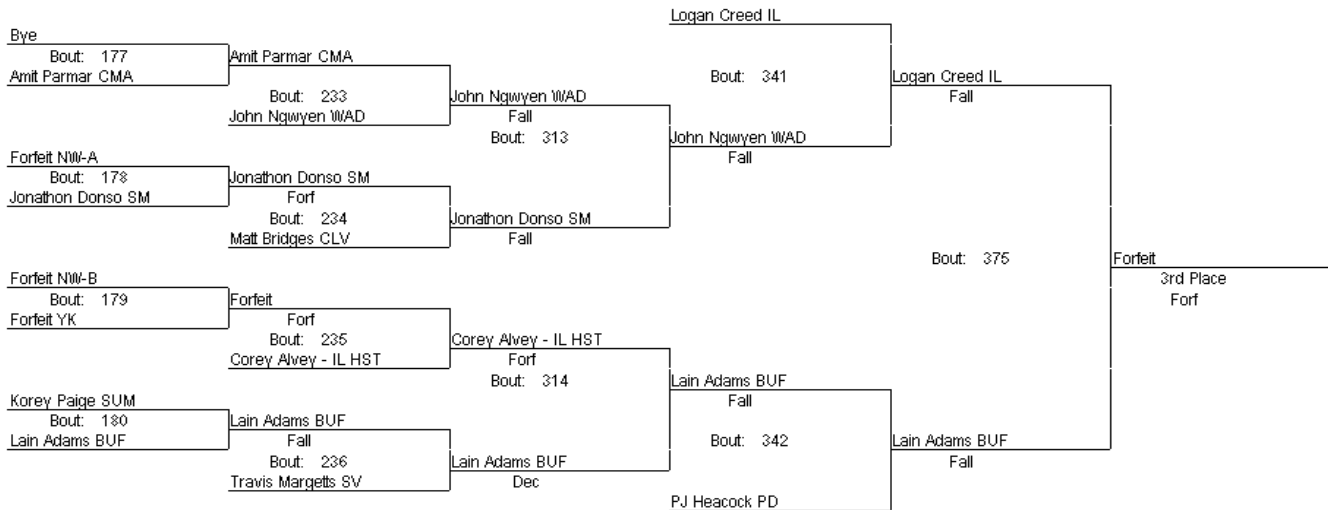 Logan Creed IL
Bye
Bout: 177
Amit Parmar CMA
Amit Parmar CMA
Bout: 233
John Ngwyen WAD
John Ngwyen WAD
Fall
Bout: 313
Bout: 341
Logan Creed IL
Fall
John Ngwyen WAD
Fall
Forfeit NW-A
Bout: 178
Jonathon Donso SM
Jonathon Donso SM
Forf
Bout: 234
Matt Bridges CLV
Jonathon Donso SM
Fall
Bout: 375
Forfeit
3rd Place
Forf
Forfeit NW-B
Bout: 179
Forfeit YK
Forfeit
Forf
Bout: 235
Corey Alvey - IL HST
Corey Alvey - IL HST
Forf
Bout: 314
Lain Adams BUF
Fall
Bout: 342
Lain Adams BUF
Fall
Korey Paige SUM
Bout: 180
Lain Adams BUF
Lain Adams BUF
Fall
Bout: 236
Travis Margetts SV
Lain Adams BUF
Dec
PJ Heacock PD